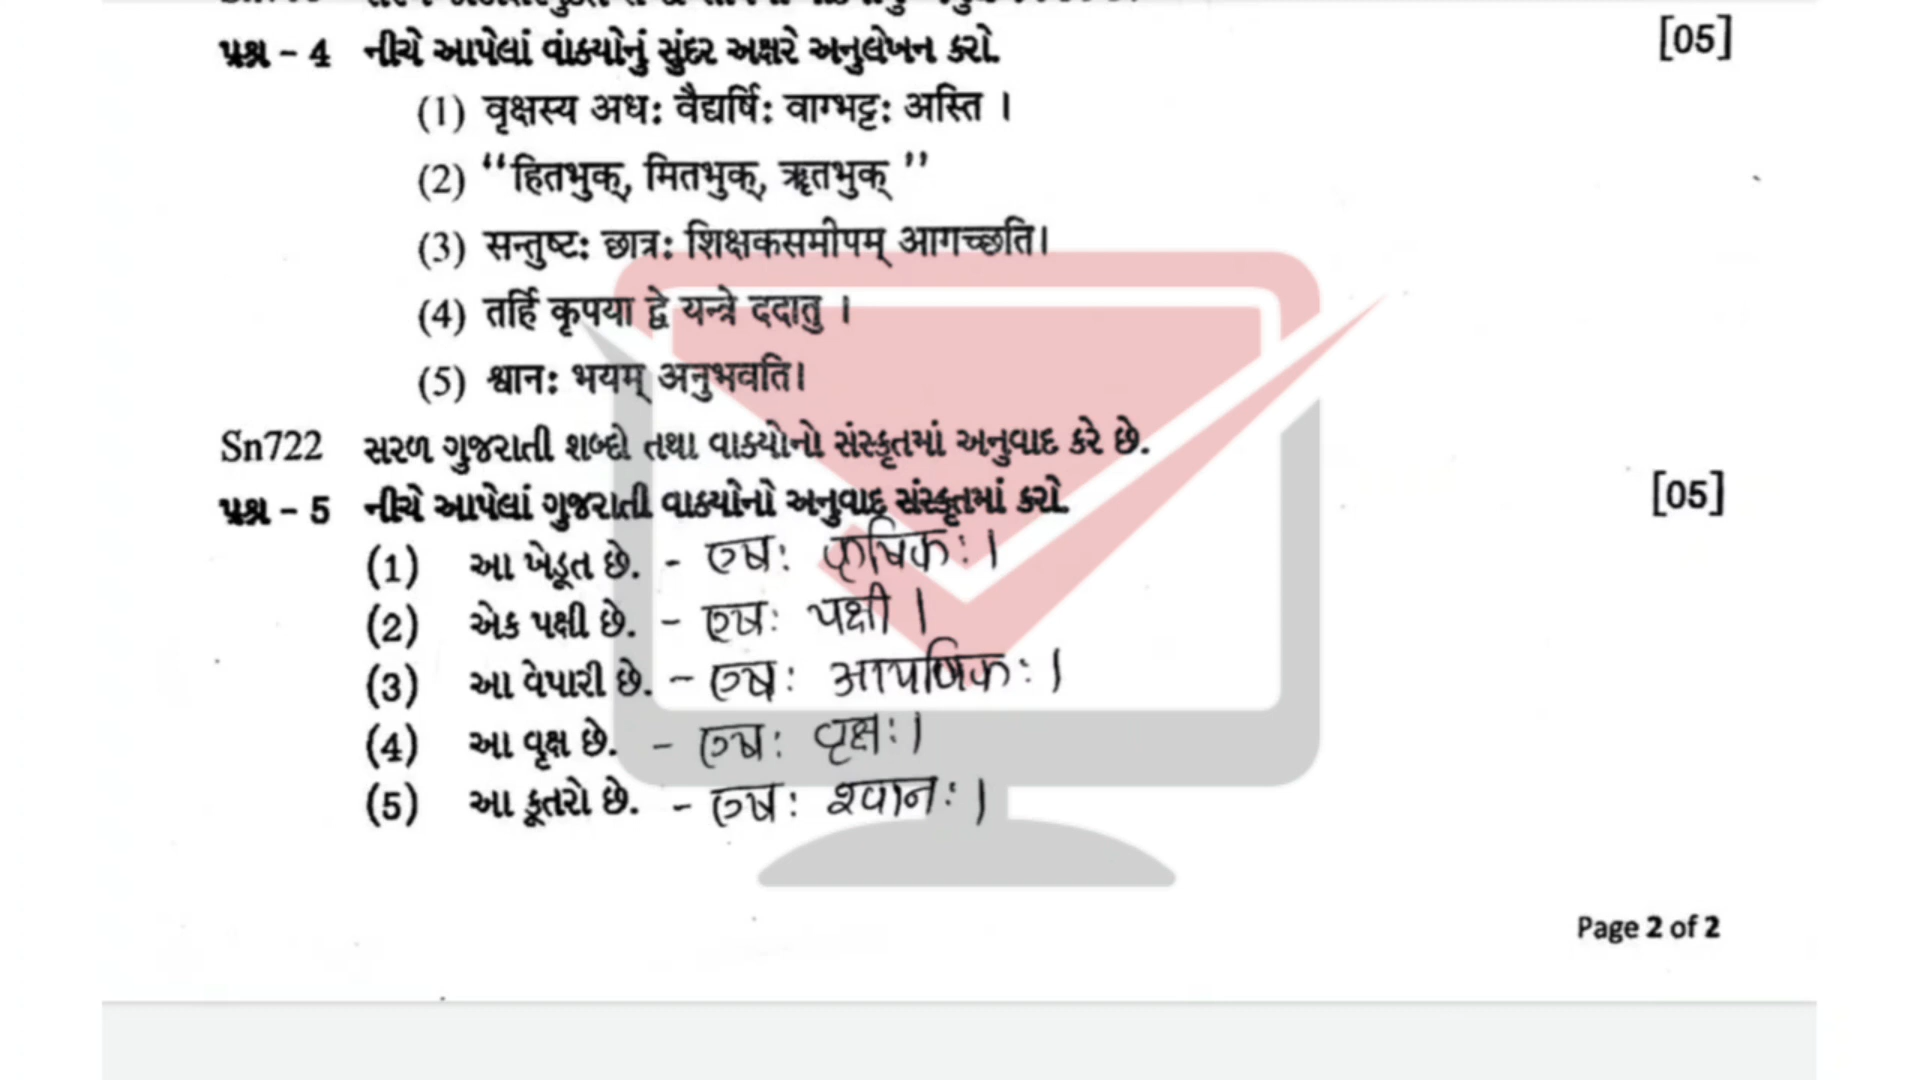 પ્રશ્ન - 4 નીચે આપેલાં વાંક્યોનું સુંદર અક્ષરે અનુલેખન કરો. [05]
(1) वृक्षस्य अधः वैद्यर्षिः वाग्भट्टः अस्ति ।
(2) “हितभुक्, मितभुक्, ॠतभुक् ”
(3) सन्तुष्टः छात्रः शिक्षकसमीपम् आगच्छति।
(4) तर्हि कृपया द्वे यन्त्रे ददातु ।
(5) श्वानः भयम् अनुभवति।
Sn722 સરળ ગુજરાતી શબ્દો તથા વાક્યોનો સંસ્કૃતમાં અનુવાદ કરે છે.
પ્રશ્ન - 5 નીચે આપેલાં ગુજરાતી વાક્યોનો અનુવાદ સંસ્કૃતમાં કરો. [05]
(1) આ ખેડૂત છે. - एषः कृषिकः।
(2) એક પક્ષી છે. - एषः पक्षी।
(3) આ વેપારી છે. - एषः आपणिकः।
(4) આ વૃક્ષ છે. - एषः वृक्षः।
(5) આ કૂતરો છે. - एषः श्वानः।
Page 2 of 2